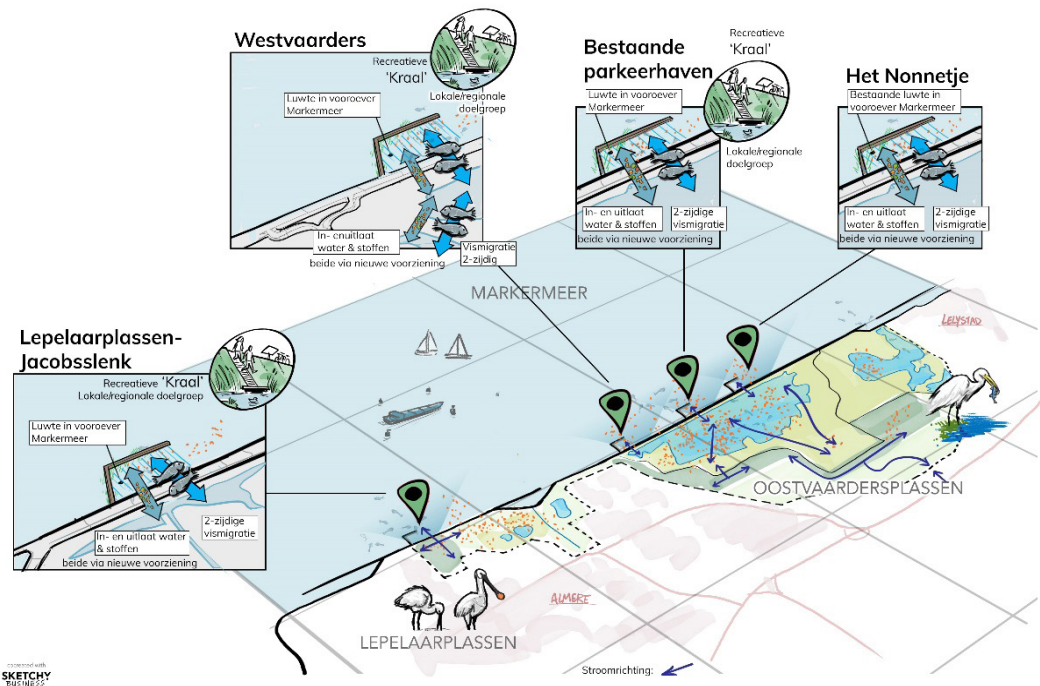 Westvaarders
Recreatieve
'Kraal'
Lokale/regionale
doelgroep
Luwte in vooroever
Markermeer
In- enuitlaat
water & stoffen
beide via nieuwe voorziening
Vismigratie
2-zijdig
Bestaande
parkeerhaven
Recreatieve
'Kraal'
Luwte in vooroever
Markermeer
Lokale/regionale
doelgroep
In- en uitlaat
water & stoffen
2-zijdige
vismigratie
beide via nieuwe voorziening
Het Nonnetje
Bestaande luwte in
vooroever Markermeer
In- en uitlaat
water & stoffen
2-zijdige
vismigratie
beide via nieuwe voorziening
MARKERMEER
LELYSTAD
Lepelaarplassen-
Jacobsslenk
Recreatieve 'Kraal'
Lokale/regionale doelgroep
Luwte in vooroever
Markermeer
2-zijdige
vismigratie
In- en uitlaat water
& stoffen
beide via nieuwe voorziening
OOSTVAARDERSPLASSEN
ALMERE
LEPELAARPLASSEN
Stroomrichting:
cocreated with
SKETCHY
BUSINESS